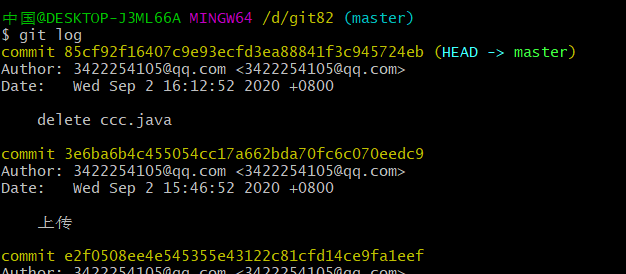 中国@DESKTOP-J3ML66A MINGW64 /d/git82 (master)
$ git log
commit 85cf92f16407c9e93ecfd3ea88841f3c945724eb (HEAD -> master)
Author: 3422254105@qq.com <3422254105@qq.com>
Date:   Wed Sep 2 16:12:52 2020 +0800
    delete ccc.java
commit 3e6ba6b4c455054cc17a662bda70fc6c070eedc9
Author: 3422254105@qq.com <3422254105@qq.com>
Date:   Wed Sep 2 15:46:52 2020 +0800
    上传
commit e2f0508ee4e545355e43122c81cfd14ce9fa1eef
Author: 3422254105@qq.com <3422254105@qq.com>